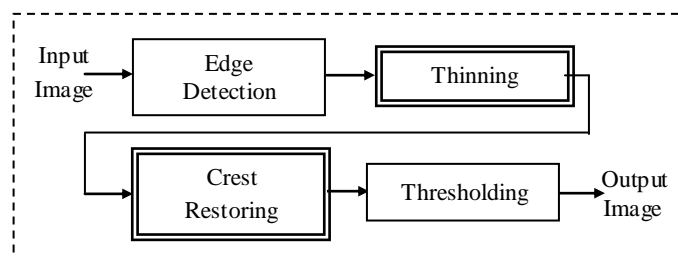 Input
Image
Edge
Detection
Thinning
Crest
Restoring
Thresholding
Output
Image